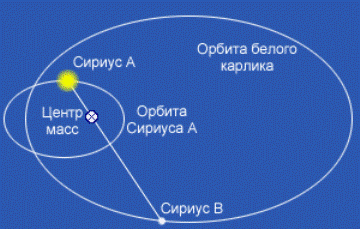 Сириус А
Орбита белого
карлика
Центр
масс
Орбита
Сириуса А
Сириус В